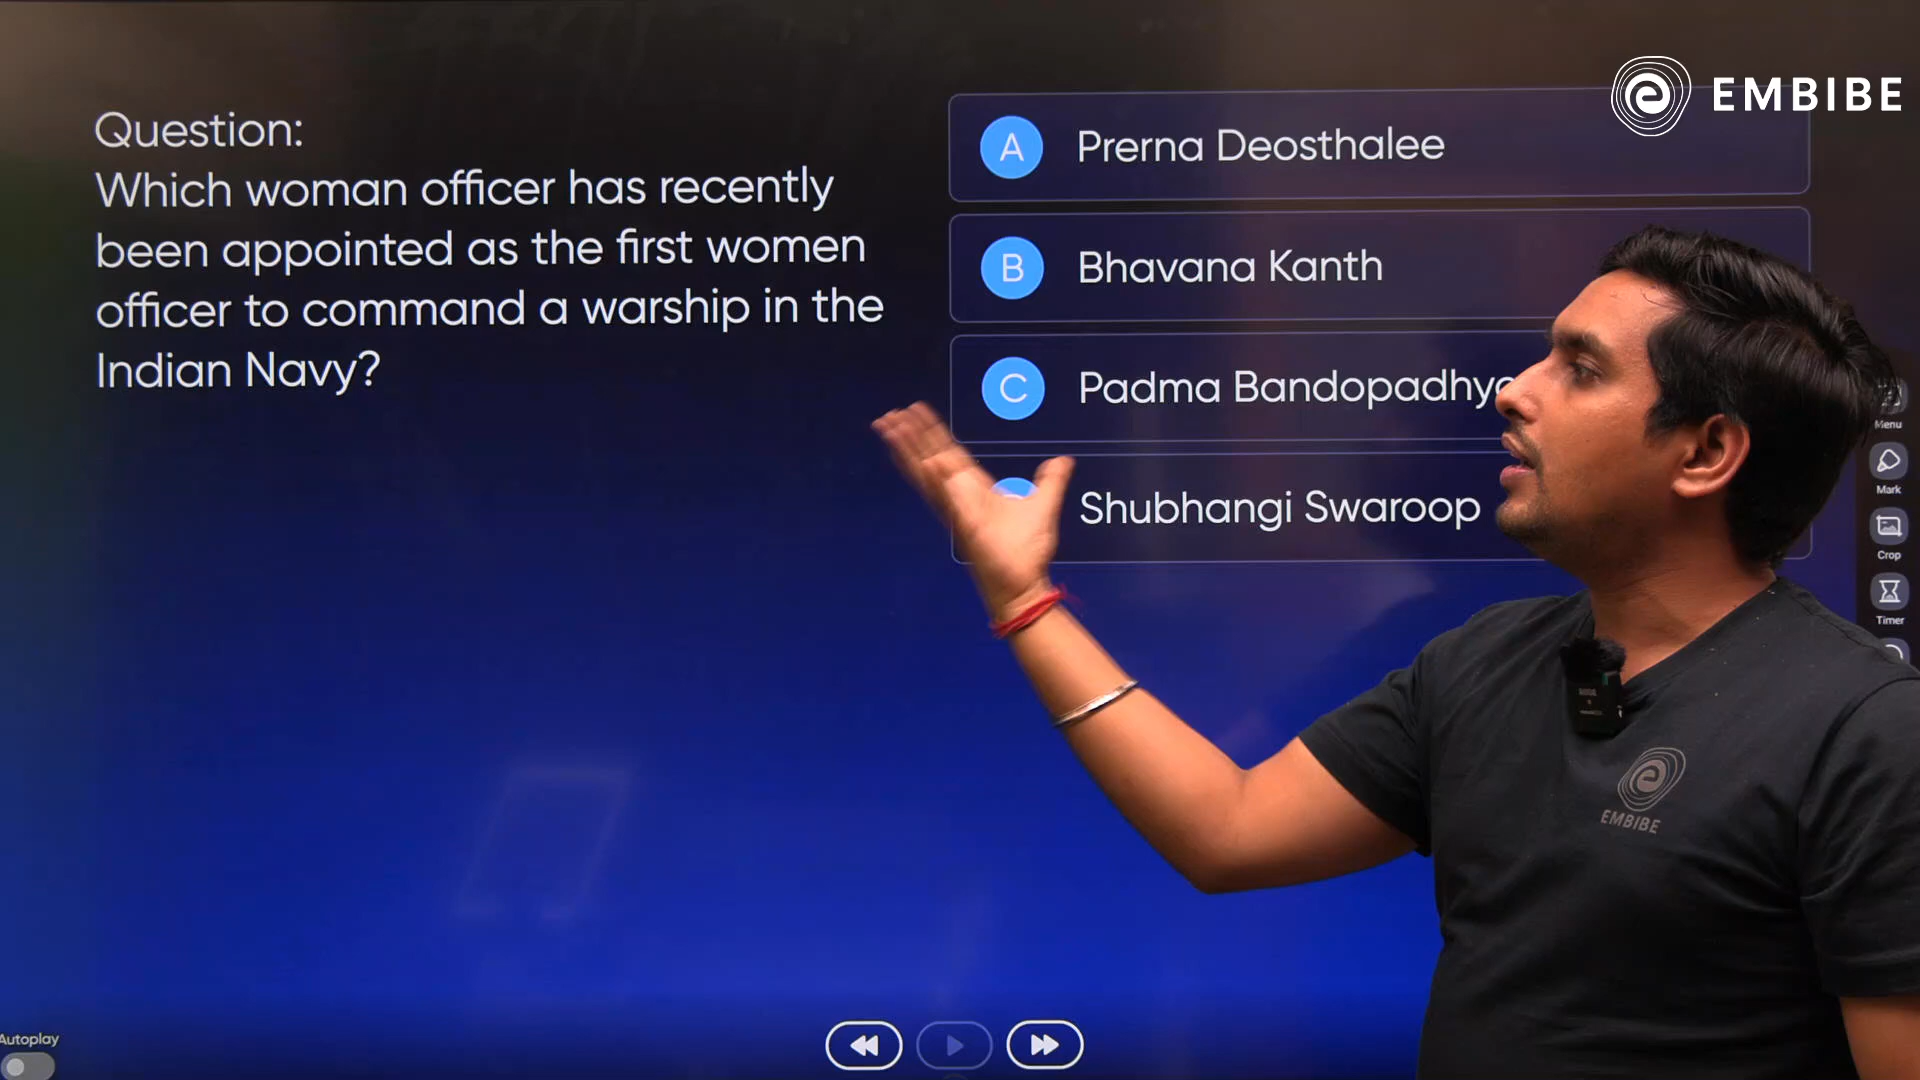 EMBIBE
Question:
Which woman officer has recently
been appointed as the first women
officer to command a warship in the
Indian Navy?
A Prerna Deosthalee
B Bhavana Kanth
C Padma
Shubhangi Swaroop
Menu
Mark
Crop
Timer
EMBIBE
Autoplay